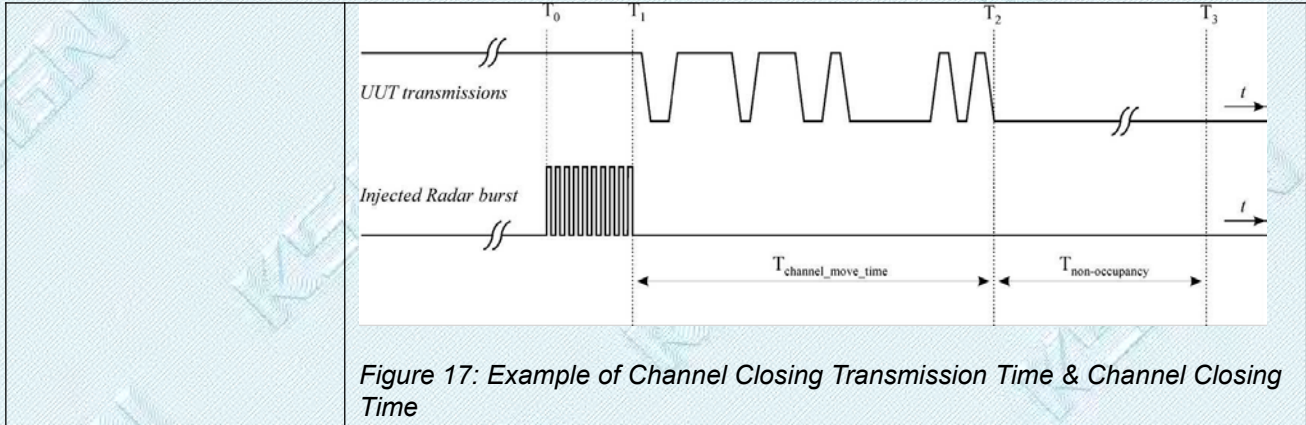 T0 T1 T2 T3
UUT transmissions
t
Injected Radar burst
t
Tchannel_move_time Tnon-occupancy
Figure 17: Example of Channel Closing Transmission Time & Channel Closing
Time